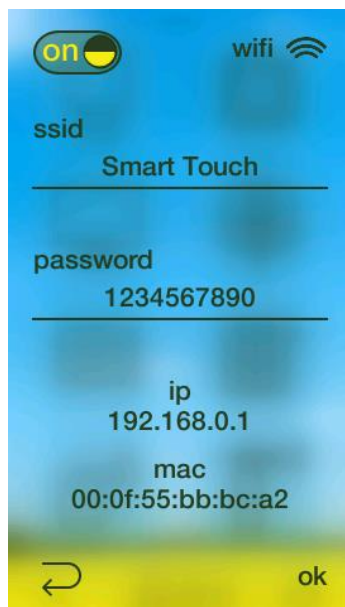 on
wifi
ssid
Smart Touch
password
1234567890
ip
192.168.0.1
mac
00:0f:55:bb:bc:a2
ok